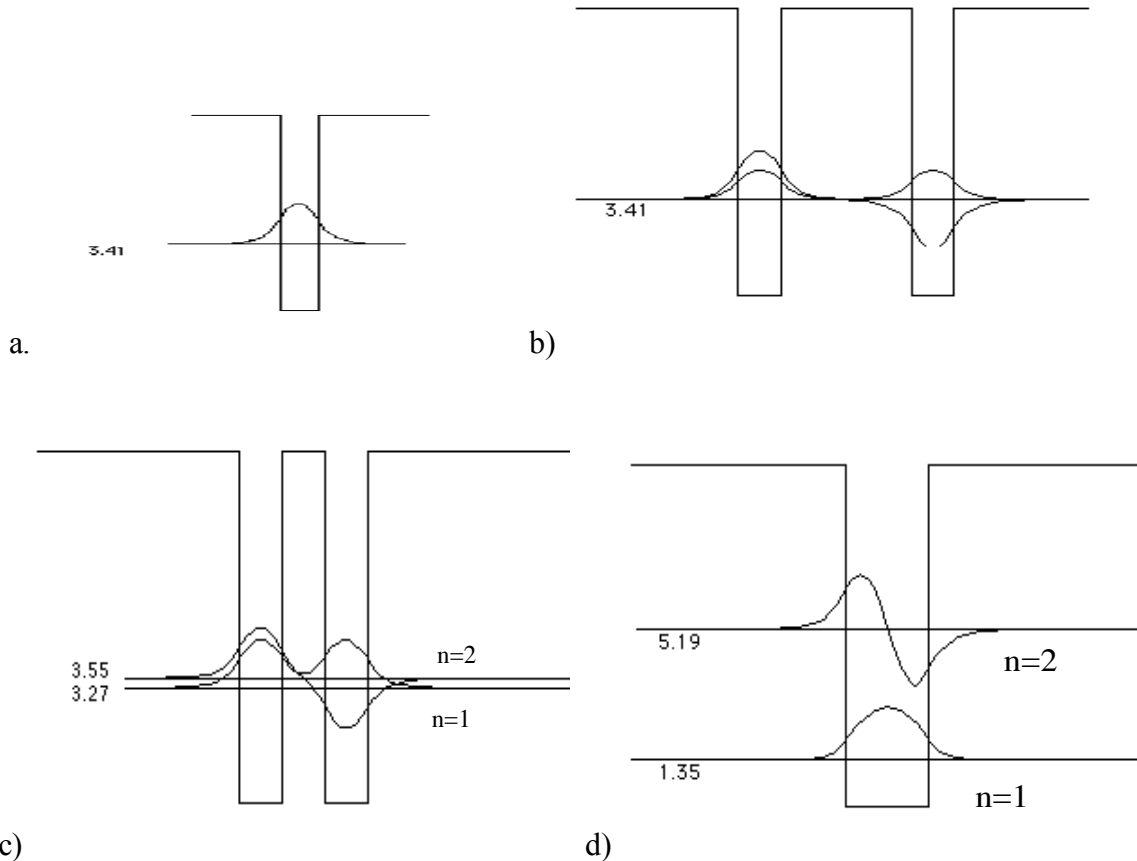 3.41
a.
3.41
b)
3.55
3.27
n=2
n=1
c)
5.19
n=2
1.35
n=1
d)